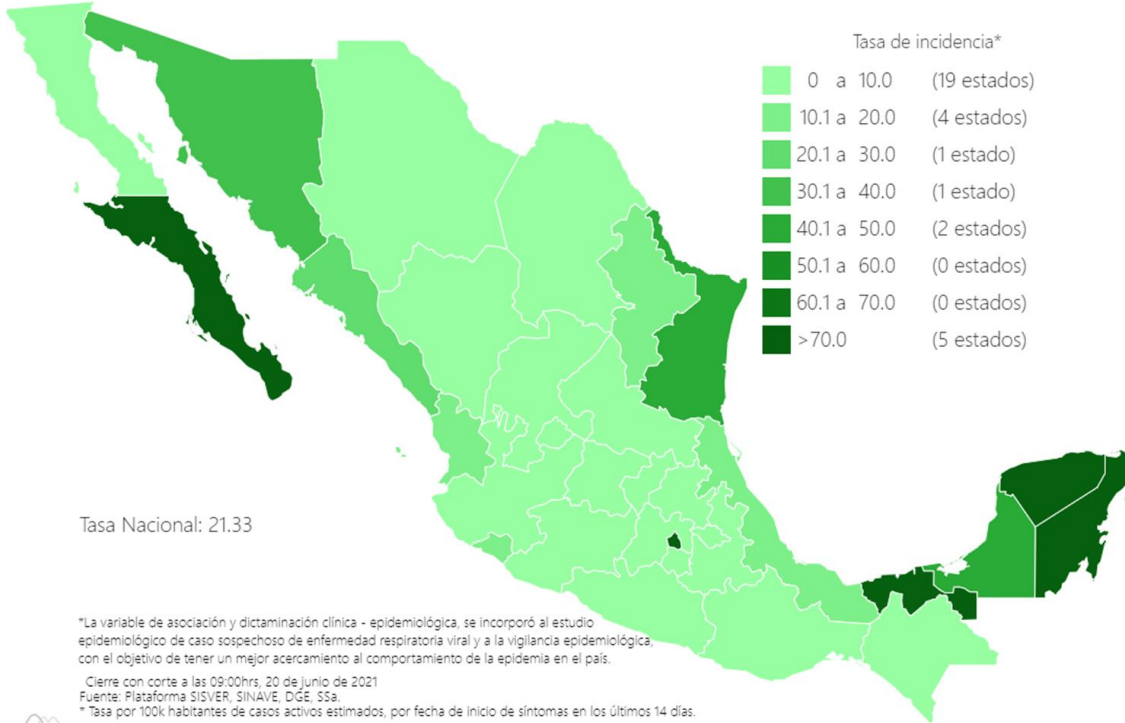 Tasa de incidencia*
0 a 10.0 (19 estados)
10.1 a 20.0 (4 estados)
20.1 a 30.0 (1 estado)
30.1 a 40.0 (1 estado)
40.1 a 50.0 (2 estados)
50.1 a 60.0 (0 estados)
60.1 a 70.0 (0 estados)
>70.0 (5 estados)
Tasa Nacional: 21.33
*La variable de asociación y dictaminación clínica - epidemiológica, se incorporó al estudio
epidemiológico de caso sospechoso de enfermedad respiratoria viral y a la vigilancia epidemiológica,
con el objetivo de tener un mejor acercamiento al comportamiento de la epidemia en el país.
Cierre con corte a las 09:00hrs, 20 de junio de 2021
Fuente: Plataforma SISVER, SINAVE, DGE, SSa.
* Tasa por 100k habitantes de casos activos estimados, por fecha de inicio de síntomas en los últimos 14 días.